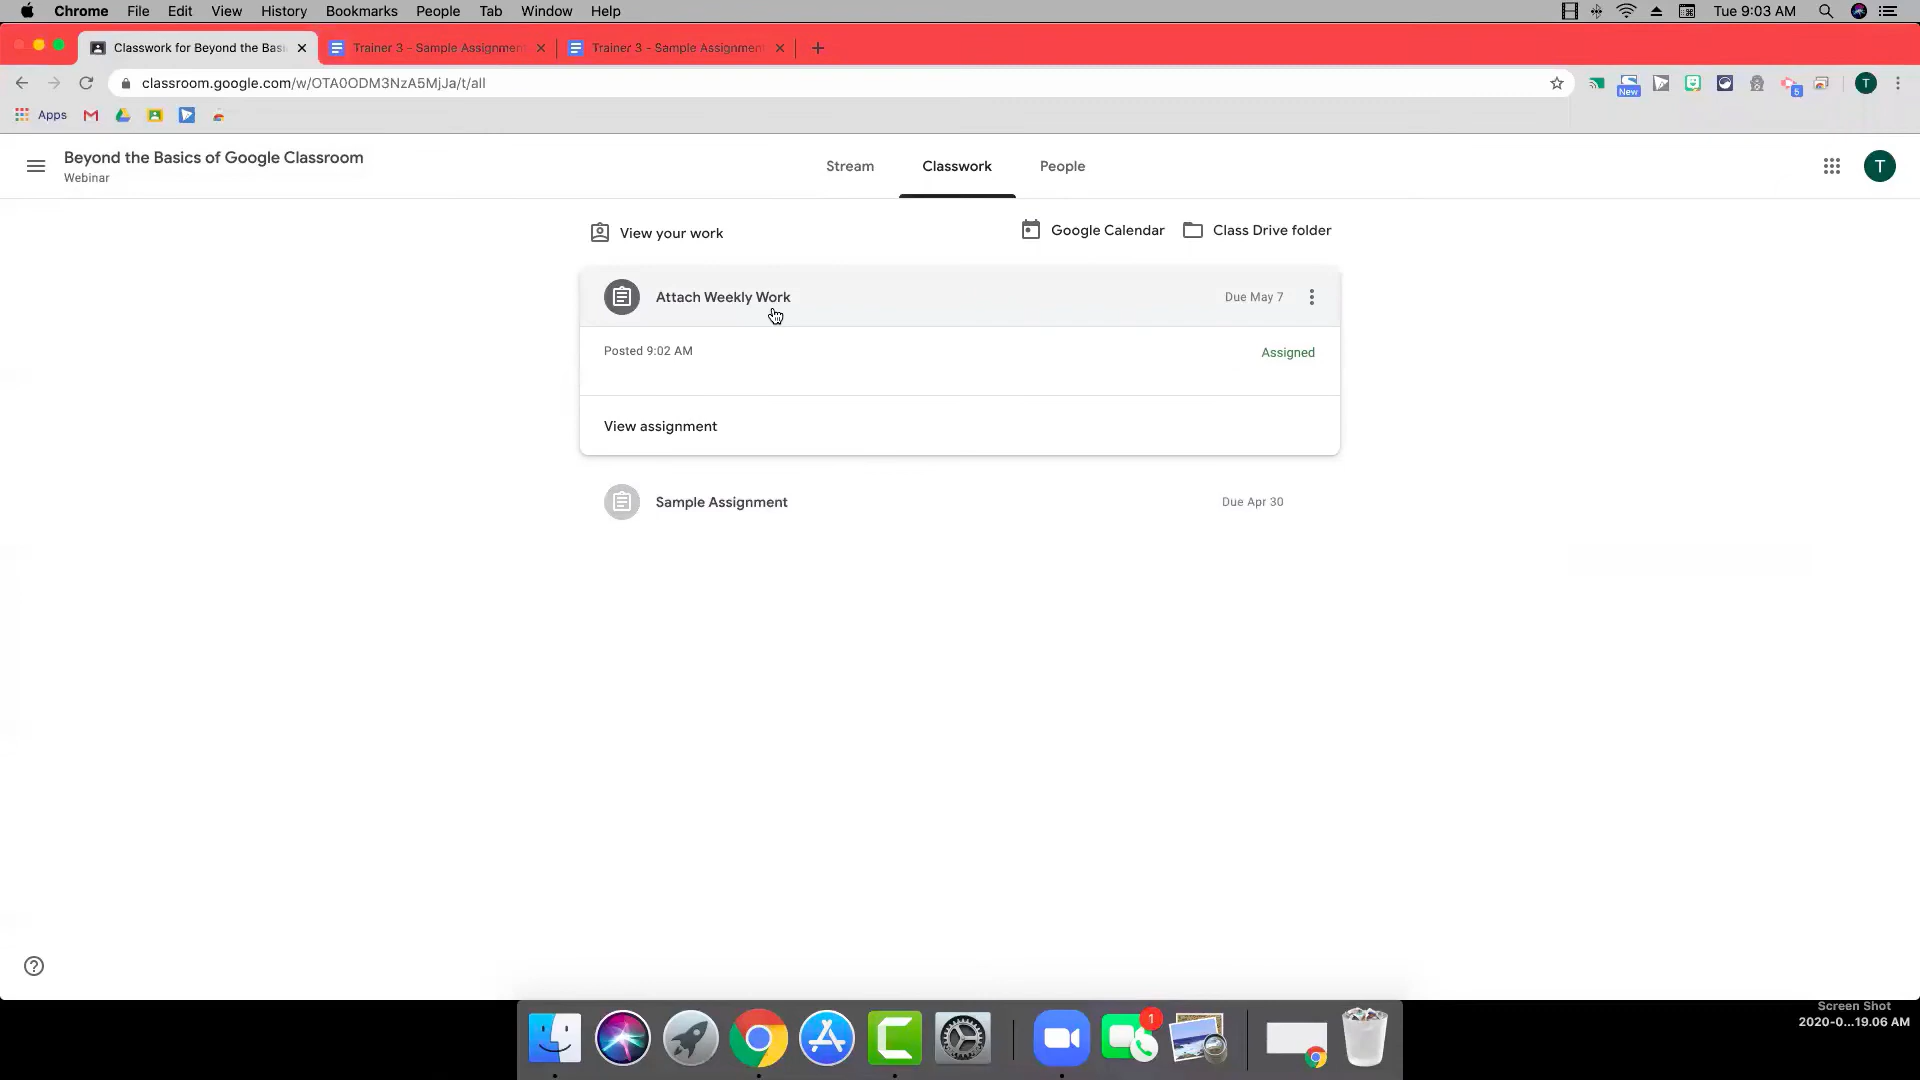 Chrome File Edit View History Bookmarks People Tab Window Help Tue 9:03 AM
Classwork for Beyond the Basi Trainer 3 - Sample Assignment Trainer 3 - Sample Assignment
classroom.google.com/w/OTA0ODM3NzA5MjJa/t/all New 5 T
Apps
Beyond the Basics of Google Classroom
Webinar
Stream Classwork People T
View your work Google Calendar Class Drive folder
Attach Weekly Work Due May 7
Posted 9:02 AM Assigned
View assignment
Sample Assignment Due Apr 30
1
Screen Shot
2020-0...19.06 AM